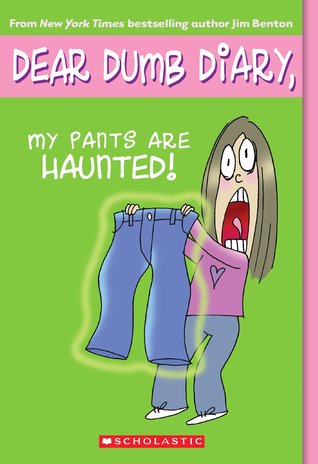 From New York Times bestselling author Jim Benton
DEAR DUMB DIARY,
MY PANTS ARE
HAUNTED!
SCHOLASTIC